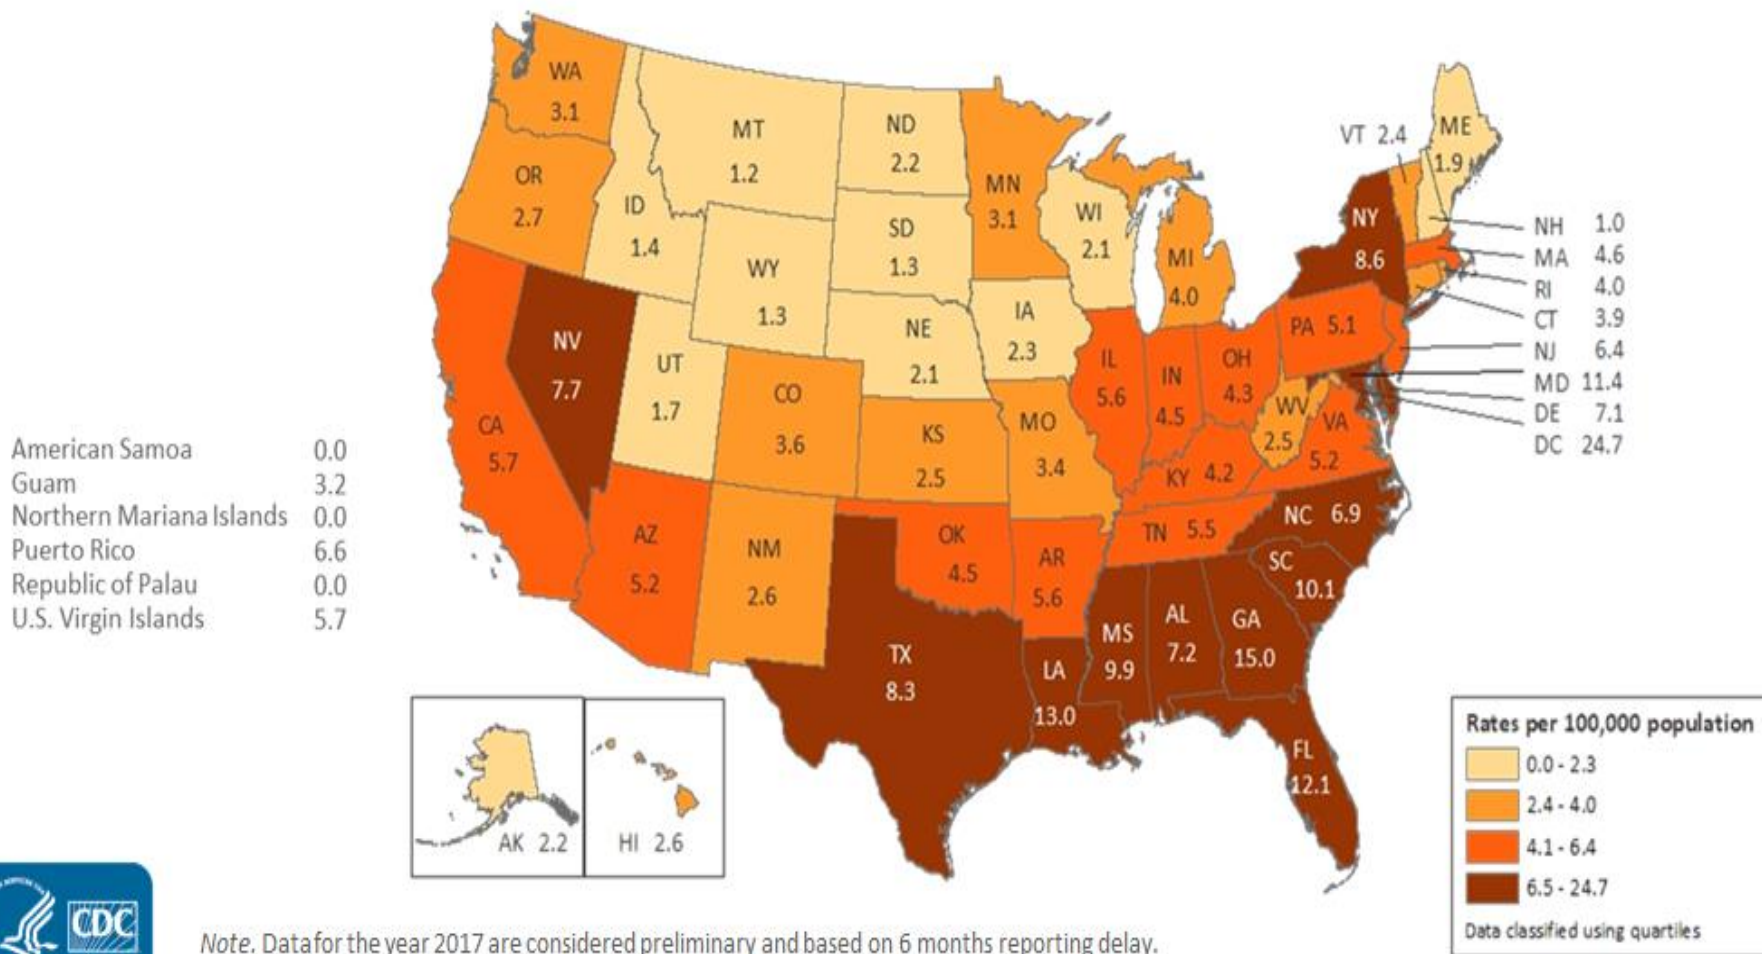 WA
3.1
OR
2.7
CA
5.7
NV
7.7
ID
1.4
MT
1.2
WY
1.3
UT
1.7
CO
3.6
AZ
5.2
NM
2.6
ND
2.2
SD
1.3
NE
2.1
KS
2.5
OK
4.5
TX
8.3
MN
3.1
IA
2.3
MO
3.4
AR
5.6
LA
13.0
WI
2.1
IL
5.6
MI
4.0
IN
4.5
OH
4.3
KY 4.2
TN 5.5
MS
9.9
AL
7.2
GA
15.0
FL
12.1
SC
10.1
NC 6.9
VA
5.2
WV
2.5
PA 5.1
NY
8.6
VT 2.4
ME
1.9
NH 1.0
MA 4.6
RI 4.0
CT 3.9
NJ 6.4
MD 11.4
DE 7.1
DC 24.7
American Samoa 0.0
Guam 3.2
Northern Mariana Islands 0.0
Puerto Rico 6.6
Republic of Palau 0.0
U.S. Virgin Islands 5.7
AK 2.2
HI 2.6
Rates per 100,000 population
0.0 - 2.3
2.4 - 4.0
4.1 - 6.4
6.5 - 24.7
Data classified using quartiles
CDC
Note. Data for the year 2017 are considered preliminary and based on 6 months reporting delay.